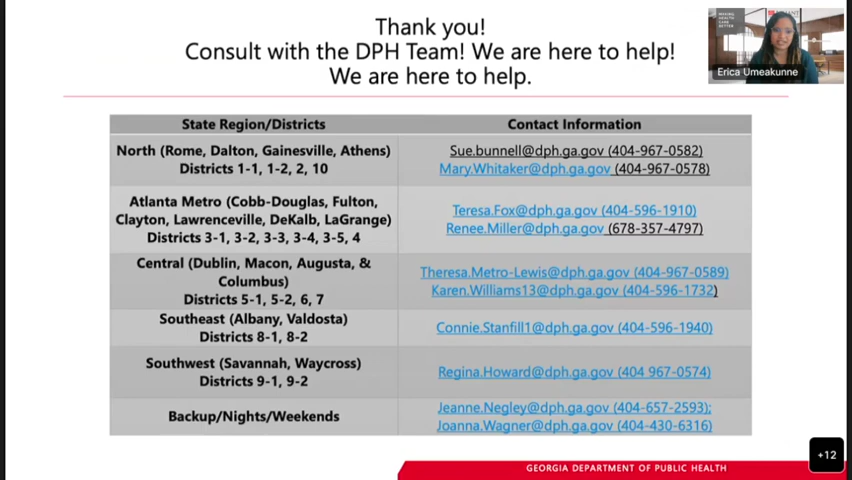 Thank you!
Consult with the DPH Team! We are here to help!
We are here to help.
Erica Umeakunne
State Region/Districts
Contact Information
North (Rome, Dalton, Gainesville, Athens)
Districts 1-1, 1-2, 2, 10
Sue.bunnell@dph.ga.gov (404-967-0582)
Mary.Whitaker@dph.ga.gov (404-967-0578)
Atlanta Metro (Cobb-Douglas, Fulton,
Clayton, Lawrenceville, DeKalb, LaGrange)
Districts 3-1, 3-2, 3-3, 3-4, 3-5, 4
Teresa.Fox@dph.ga.gov (404-596-1910)
Renee.Miller@dph.ga.gov (678-357-4797)
Central (Dublin, Macon, Augusta, &
Columbus)
Districts 5-1, 5-2, 6, 7
Theresa.Metro-Lewis@dph.ga.gov (404-967-0589)
Karen.Williams13@dph.ga.gov (404-596-1732)
Southeast (Albany, Valdosta)
Districts 8-1, 8-2
Connie.Stanfill1@dph.ga.gov (404-596-1940)
Southwest (Savannah, Waycross)
Districts 9-1, 9-2
Regina.Howard@dph.ga.gov (404 967-0574)
Backup/Nights/Weekends
Jeanne.Negley@dph.ga.gov (404-657-2593);
Joanna.Wagner@dph.ga.gov (404-430-6316)
+12
GEORGIA DEPARTMENT OF PUBLIC HEALTH